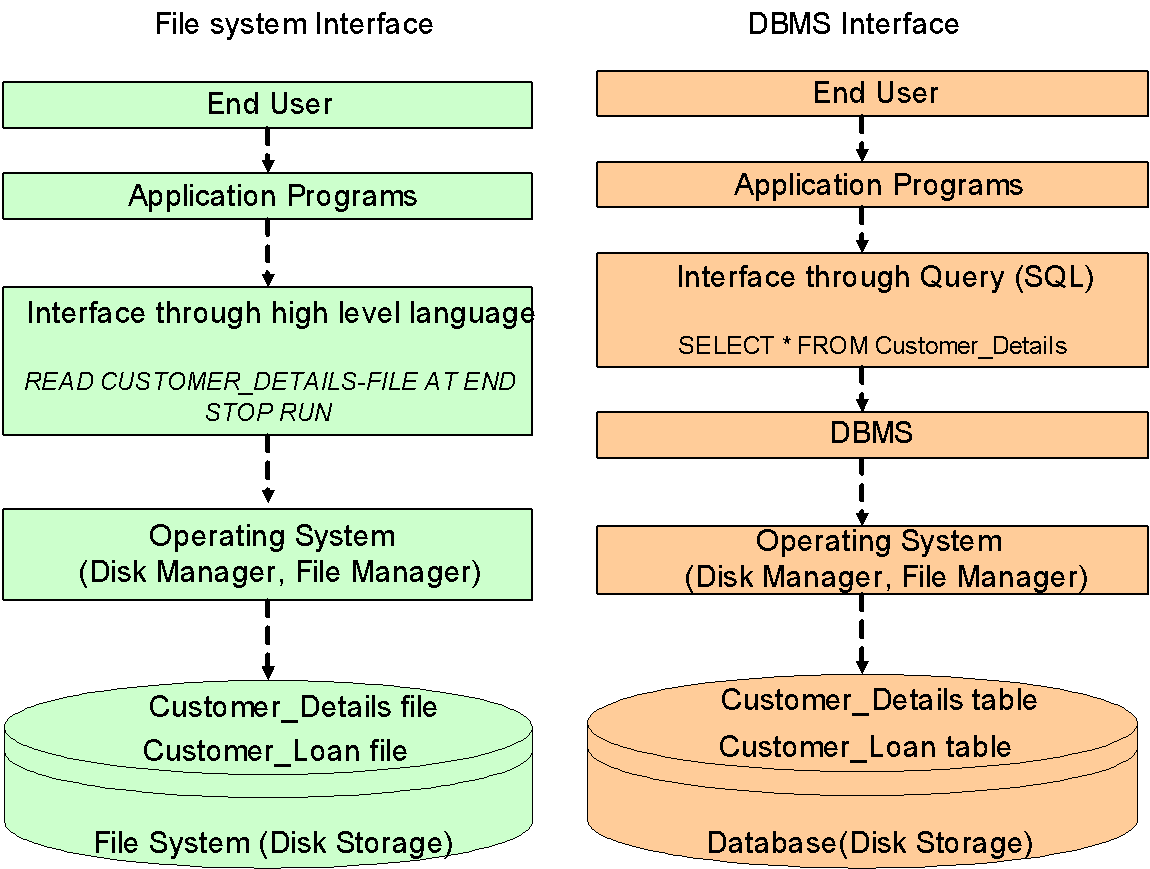 File system Interface
End User
Application Programs
Interface through high level language
READ CUSTOMER_DETAILS-FILE AT END
STOP RUN
Operating System
(Disk Manager, File Manager)
Customer_Details file
Customer_Loan file
File System (Disk Storage)
DBMS Interface
End User
Application Programs
Interface through Query (SQL)
SELECT * FROM Customer_Details
DBMS
Operating System
(Disk Manager, File Manager)
Customer_Details table
Customer_Loan table
Database(Disk Storage)